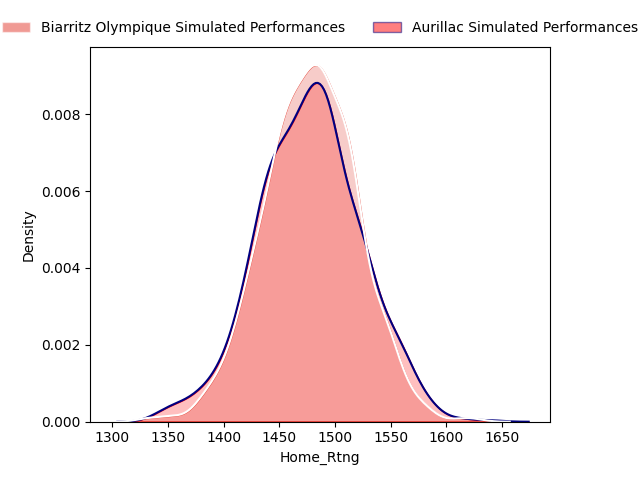 Biarritz Olympique Simulated Performances Aurillac Simulated Performances
0.008
0.006
0.004
0.002
0.000
Density
1300 1350 1400 1450 1500 1550 1600 1650
Home_Rtng